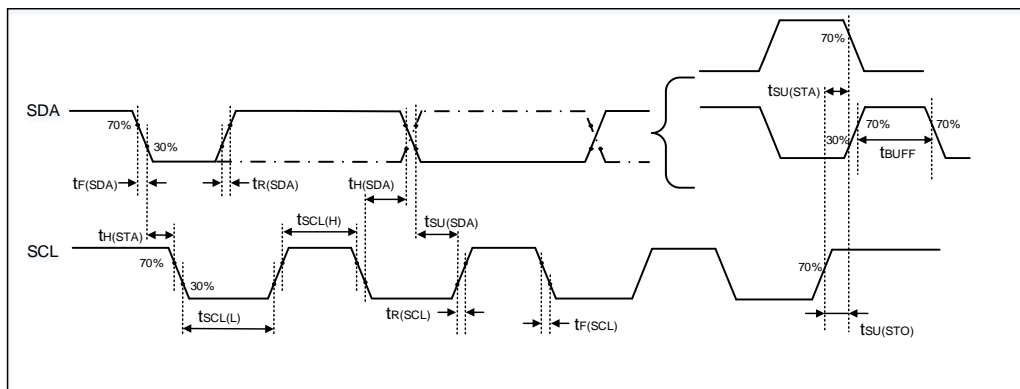 70%
tSU(STA)
SDA
70%
30%
30%
70%
70%
tBUFF
tF(SDA)
tR(SDA)
tH(SDA)
tSCL(H)
tSU(SDA)
tH(STA)
SCL
70%
30%
70%
tSCL(L)
tR(SCL)
tF(SCL)
tSU(STO)